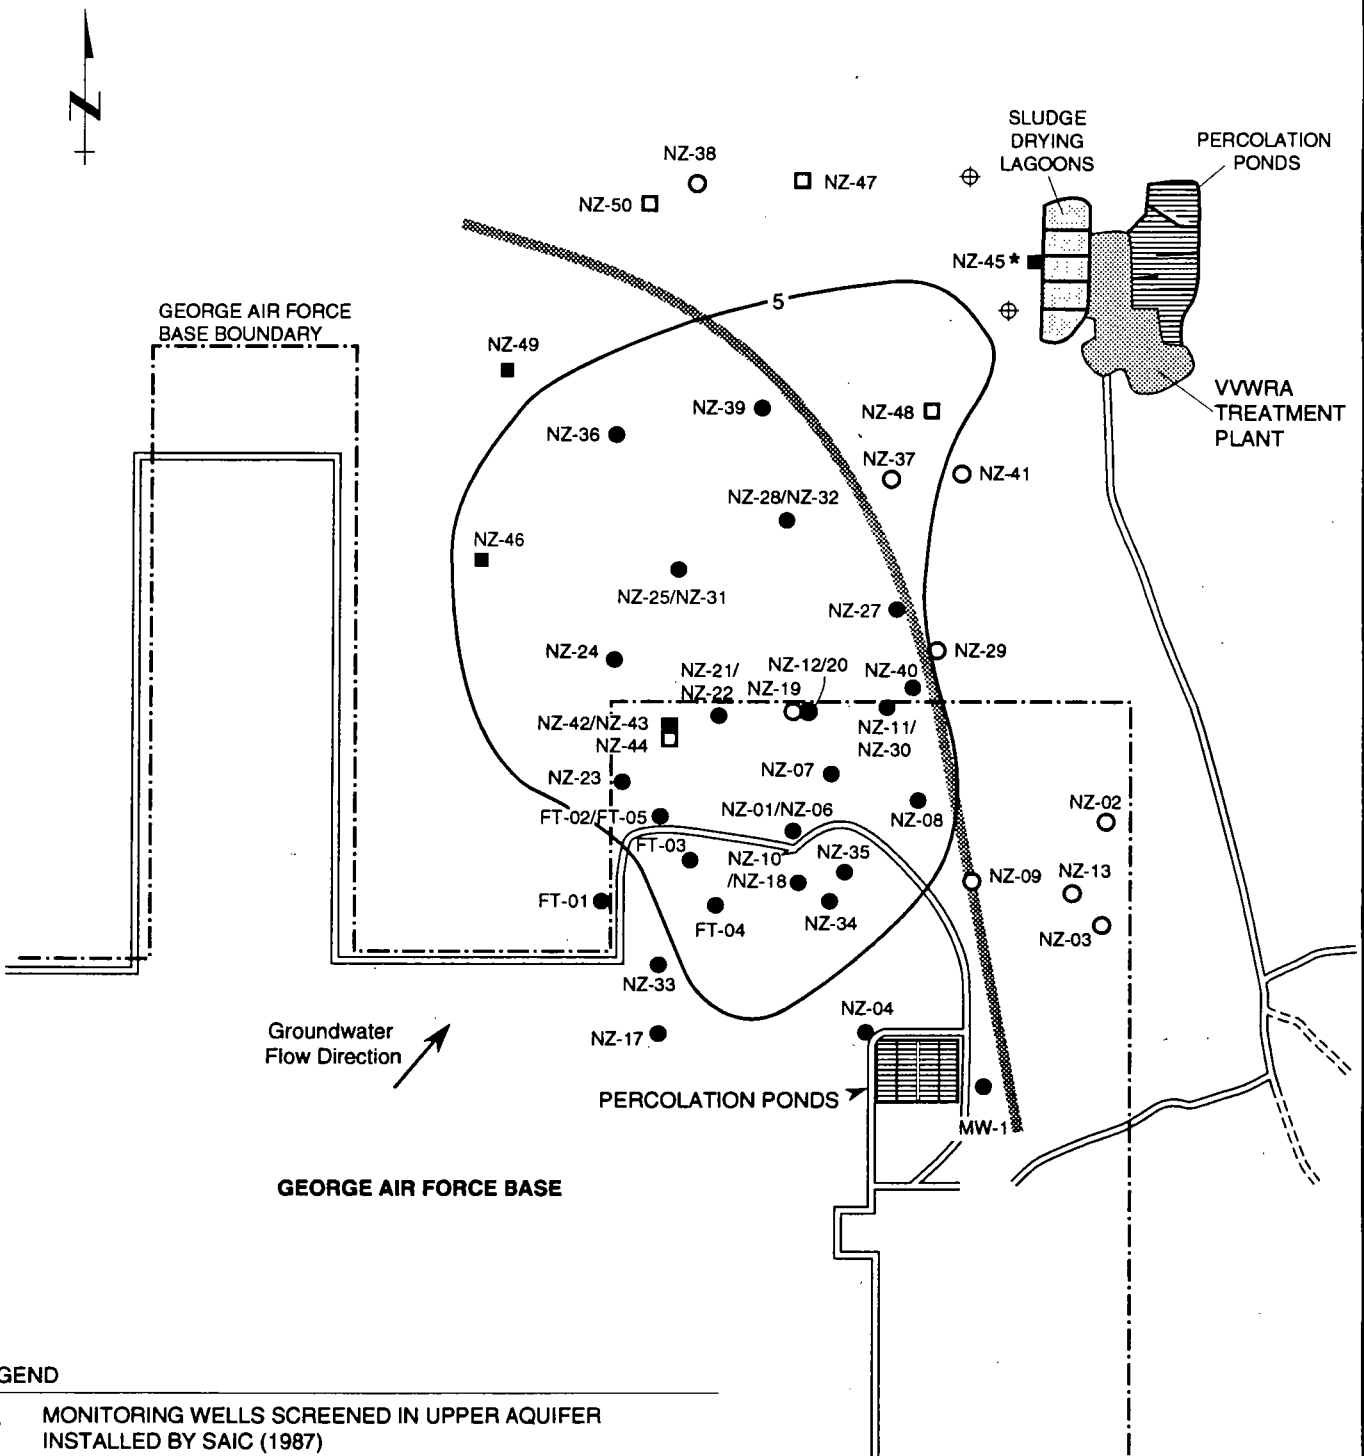 N
SLUDGE
DRYING
LAGOONS
PERCOLATION
PONDS
NZ-38
NZ-47
NZ-50
NZ-45*
5
GEORGE AIR FORCE
BASE BOUNDARY
NZ-49
NZ-39
NZ-48
VVWRA
TREATMENT
PLANT
NZ-36
NZ-37
NZ-41
NZ-28/NZ-32
NZ-46
NZ-25/NZ-31
NZ-27
NZ-24
NZ-29
NZ-21/
NZ-22
NZ-12/20
NZ-19
NZ-40
NZ-42/NZ-43
NZ-44
NZ-11/
NZ-30
NZ-23
NZ-07
FT-02/FT-05
NZ-01/NZ-06
NZ-08
NZ-02
FT-03
NZ-10
/NZ-18
NZ-35
NZ-09
NZ-13
FT-01
FT-04
NZ-34
NZ-03
NZ-33
NZ-17
NZ-04
Groundwater
Flow Direction
PERCOLATION PONDS
MW-1
GEORGE AIR FORCE BASE
GEND
MONITORING WELLS SCREENED IN UPPER AQUIFER
INSTALLED BY SAIC (1987)